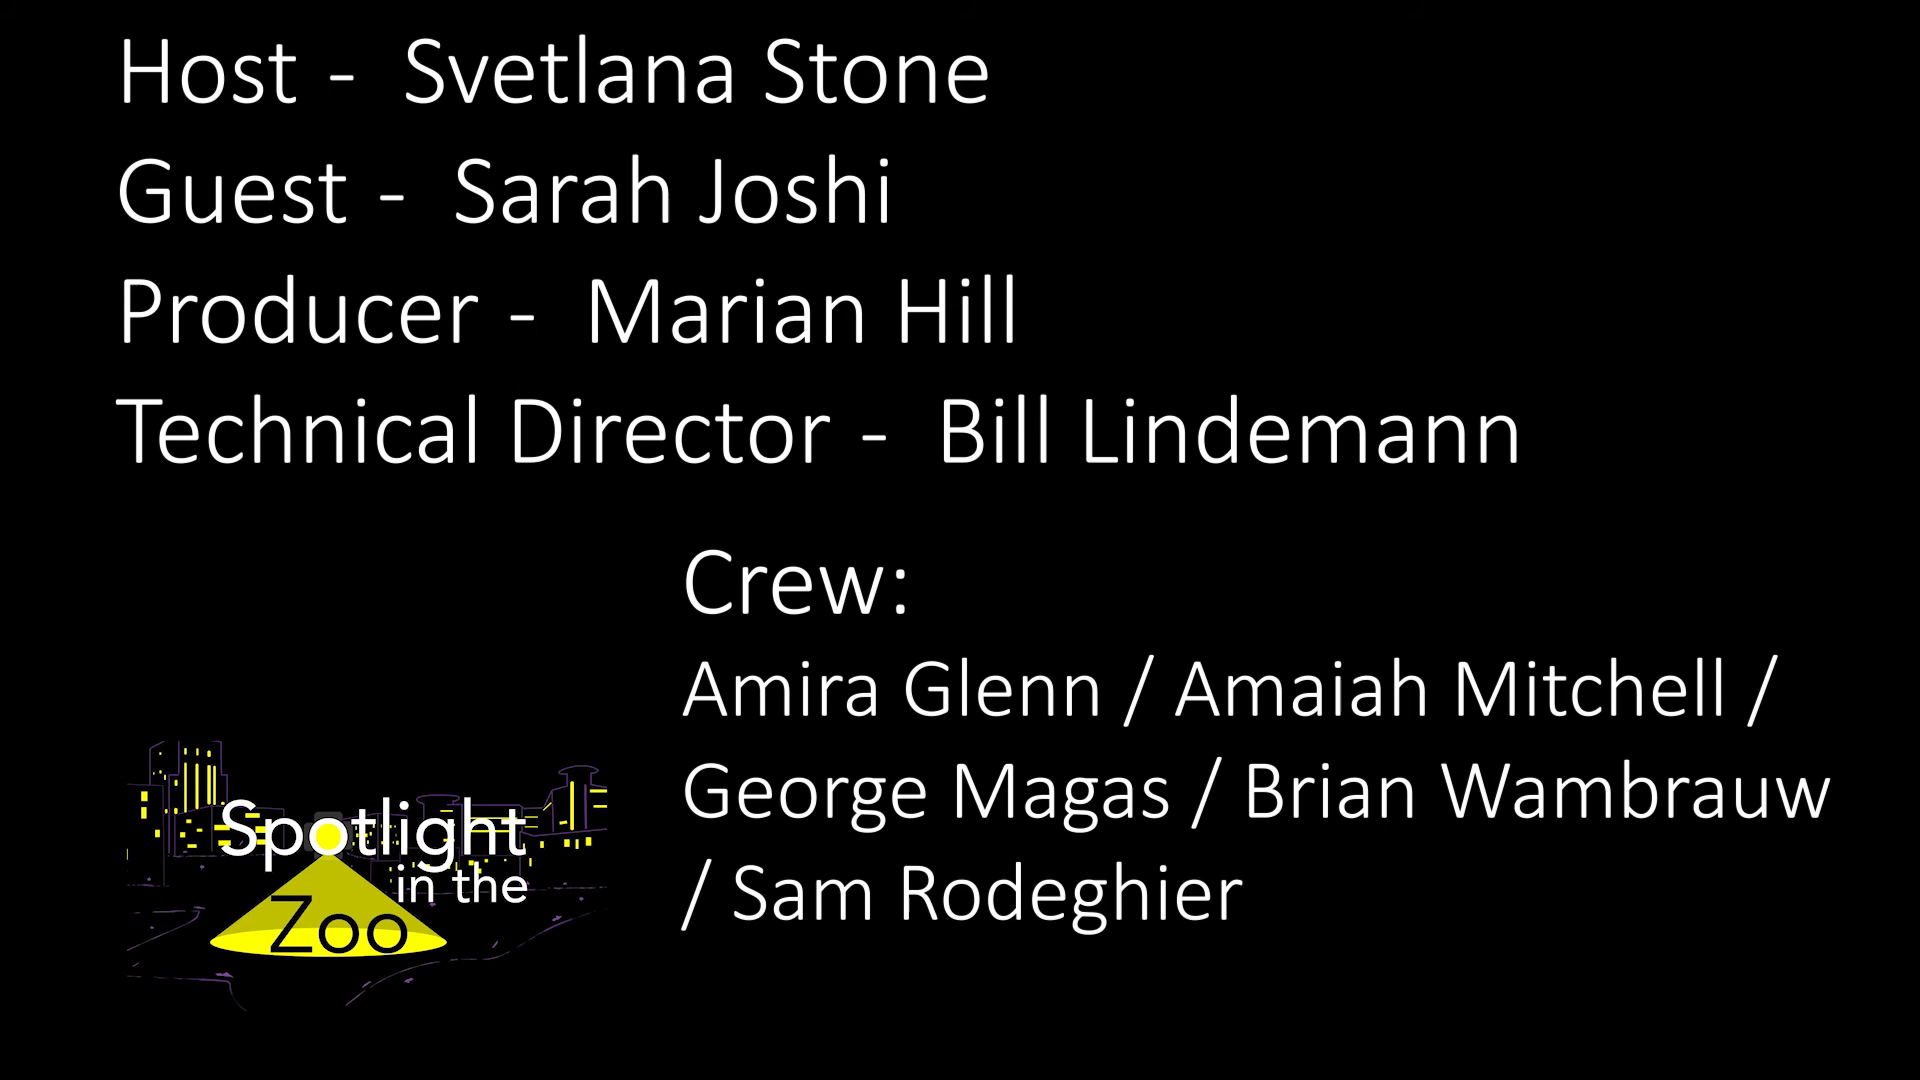 Host -  Svetlana Stone
Guest -  Sarah Joshi
Producer -  Marian Hill
Technical Director -  Bill Lindemann
Crew:
Amira Glenn / Amaiah Mitchell /
George Magas / Brian Wambrauw
/ Sam Rodeghier
Spotlight
in the
Zoo